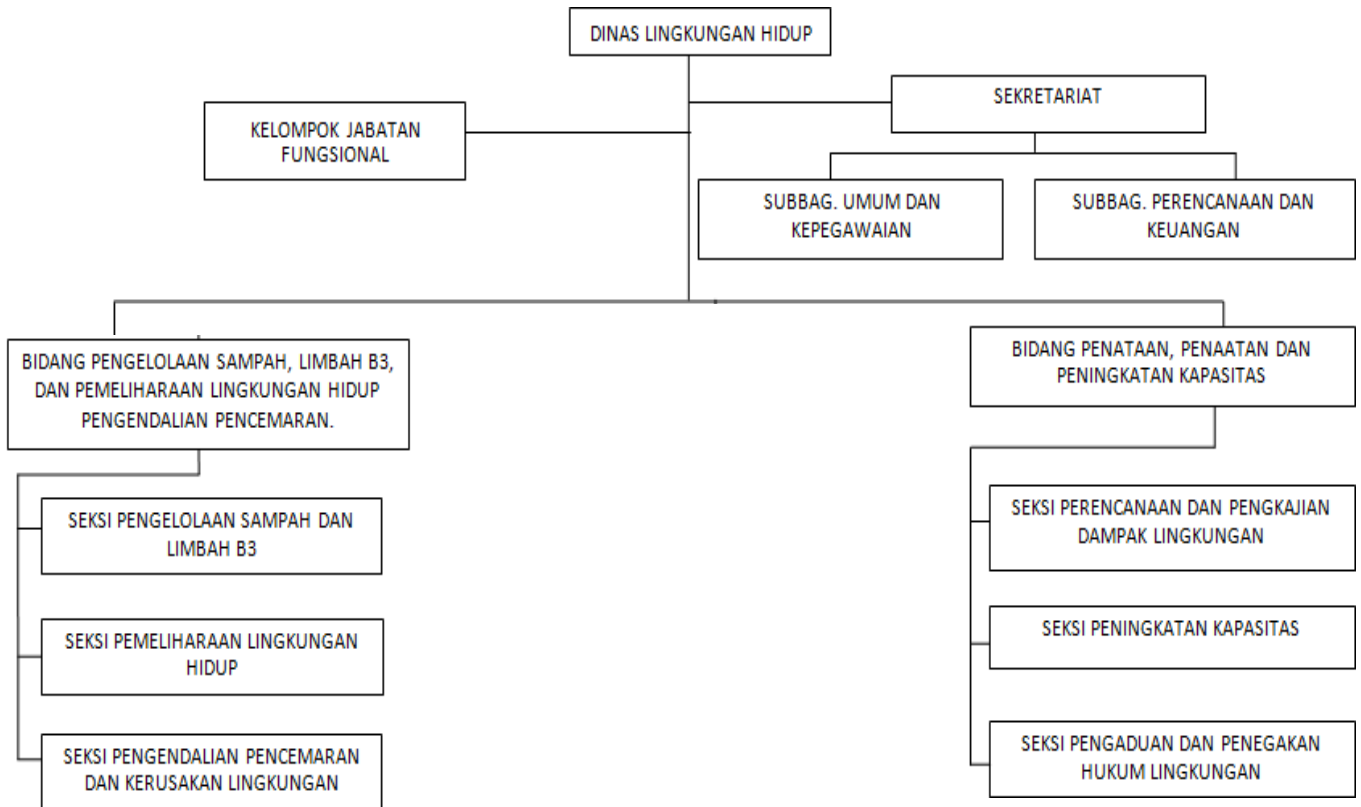 DINAS LINGKUNGAN HIDUP
SEKRETARIAT
KELOMPOK JABATAN
FUNGSIONAL
SUBBAG. UMUM DAN
KEPEGAWAIAN
SUBBAG. PERENCANAAN DAN
KEUANGAN
BIDANG PENGELOLAAN SAMPAH, LIMBAH B3,
DAN PEMELIHARAAN LINGKUNGAN HIDUP
PENGENDALIAN PENCEMARAN.
SEKSI PENGELOLAAN SAMPAH DAN
LIMBAH B3
SEKSI PEMELIHARAAN LINGKUNGAN
HIDUP
SEKSI PENGENDALIAN PENCEMARAN
DAN KERUSAKAN LINGKUNGAN
BIDANG PENATAAN, PENAATAN DAN
PENINGKATAN KAPASITAS
SEKSI PERENCANAAN DAN PENGKAJIAN
DAMPAK LINGKUNGAN
SEKSI PENINGKATAN KAPASITAS
SEKSI PENGADUAN DAN PENEGAKAN
HUKUM LINGKUNGAN